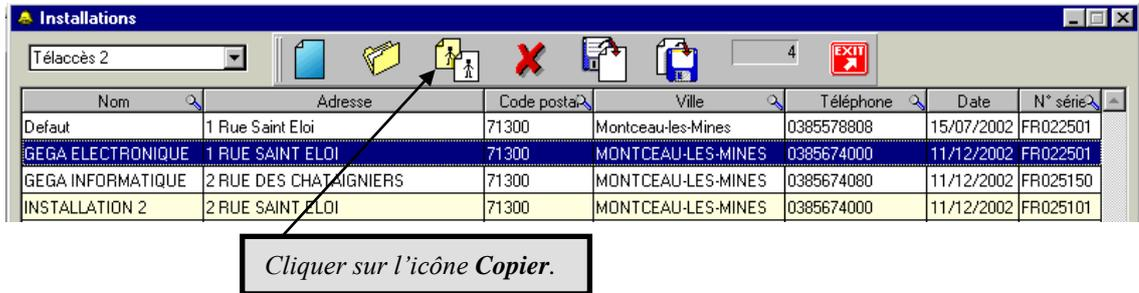 Installations
Télaccès 2
4
EXIT
Nom Adresse Code postal Ville Téléphone Date N° série
Defaut 1 Rue Saint Eloi 71300 Montceau-les-Mines 0385578808 15/07/2002 FR022501
GEGA ELECTRONIQUE 1 RUE SAINT ELOI 71300 MONTCEAU-LES-MINES 0385674000 11/12/2002 FR022501
GEGA INFORMATIQUE 2 RUE DES CHATAIGNIERS 71300 MONTCEAU-LES-MINES 0385674080 11/12/2002 FR025150
INSTALLATION 2 2 RUE SAINT ELOI 71300 MONTCEAU-LES-MINES 0385674000 11/12/2002 FR025101
Cliquer sur l’icône Copier.